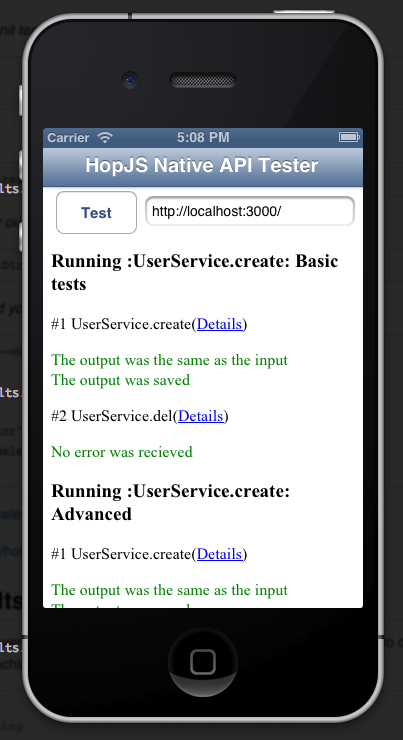 Carrier 5:08 PM
HopJS Native API Tester
Test http://localhost:3000/
Running :UserService.create: Basic
tests
#1 UserService.create(Details)
The output was the same as the input
The output was saved
#2 UserService.del(Details)
No error was recieved
Running :UserService.create:
Advanced
#1 UserService.create(Details)
The output was the same as the input